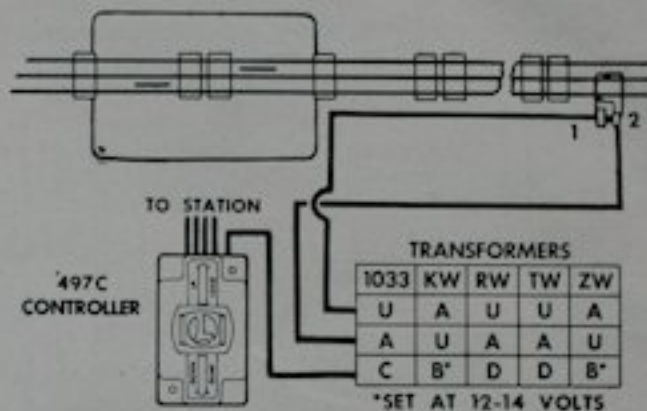 1 2
TO STATION
'497C
CONTROLLER
TRANSFORMERS
1033 KW RW TW ZW
U A U U A
A U A A U
C B* D D B*
*SET AT 12-14 VOLTS